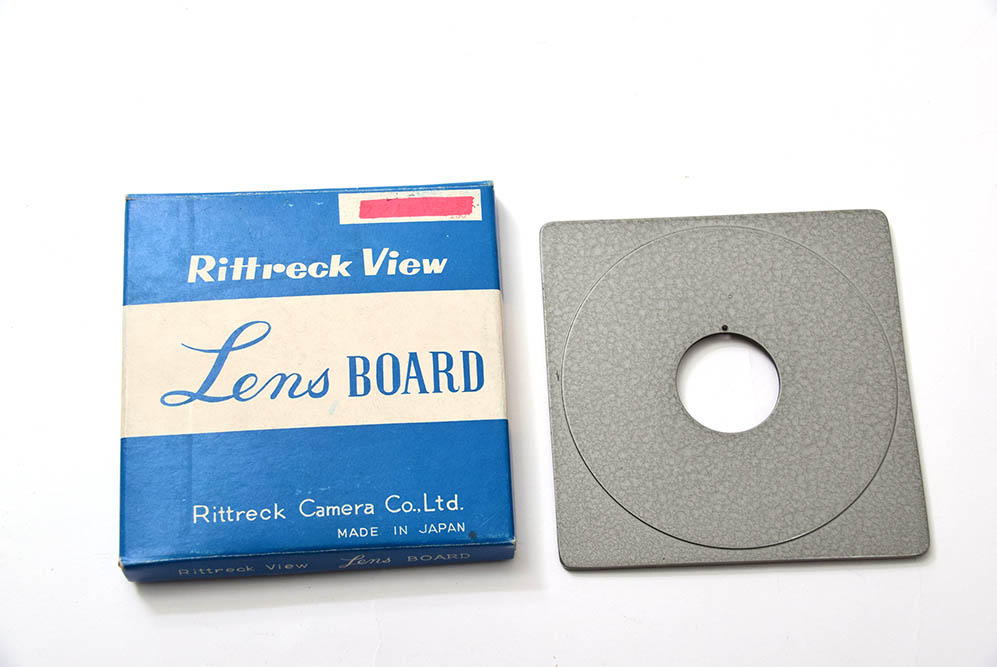 Rittreck View
Lens BOARD
Rittreck Camera Co.,Ltd.
MADE IN JAPAN
Rittreck View Lens BOARD